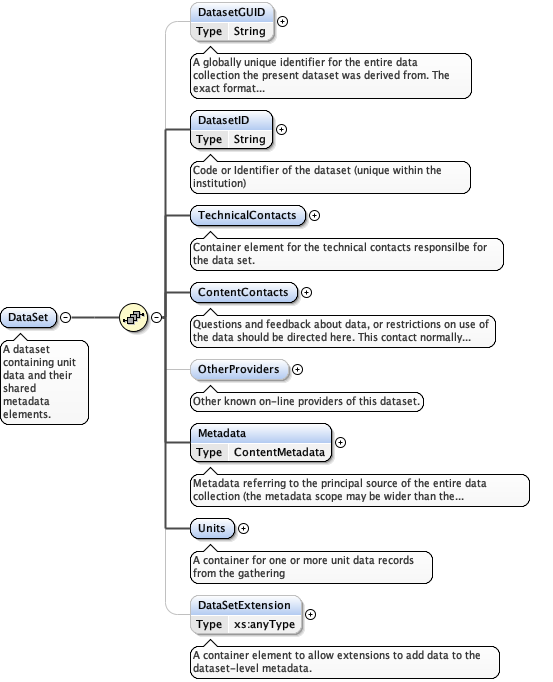 DatasetGUID
Type String
A globally unique identifier for the entire data
collection the present dataset was derived from. The
exact format...
DatasetID
Type String
Code or Identifier of the dataset (unique within the
institution)
TechnicalContacts
Container element for the technical contacts responsilbe for
the data set.
ContentContacts
Questions and feedback about data, or restrictions on use of
the data should be directed here. This contact normally...
DataSet
A dataset
containing unit
data and their
shared
metadata
elements.
OtherProviders
Other known on-line providers of this dataset.
Metadata
Type ContentMetadata
Metadata referring to the principal source of the entire data
collection (the metadata scope may be wider than the...
Units
A container for one or more unit data records
from the gathering
DataSetExtension
Type xs:anyType
A container element to allow extensions to add data to the
dataset-level metadata.